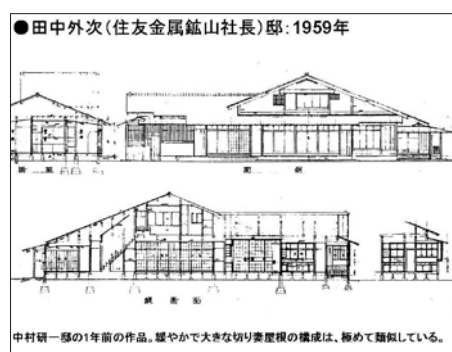 ●田中外次(住友金属鉱山社長)邸：1959年
中村研一邸の1年前の作品。緩やかで大きな切り妻屋根の構成は、極めて類似している。